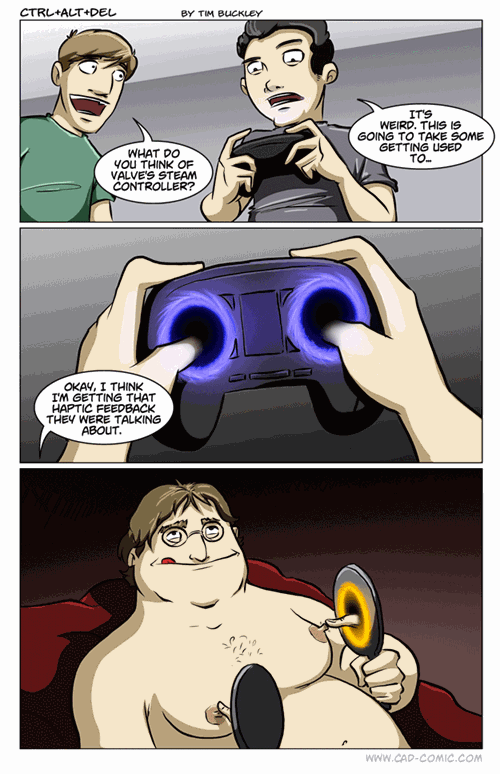 CTRL+ALT+DEL
BY TIM BUCKLEY
WHAT DO
YOU THINK OF
VALVE'S STEAM
CONTROLLER?
IT'S
WEIRD. THIS IS
GOING TO TAKE SOME
GETTING USED
TO...
OKAY, I THINK
I'M GETTING THAT
HAPTIC FEEDBACK
THEY WERE TALKING
ABOUT.
WWW.CAD-COMIC.COM